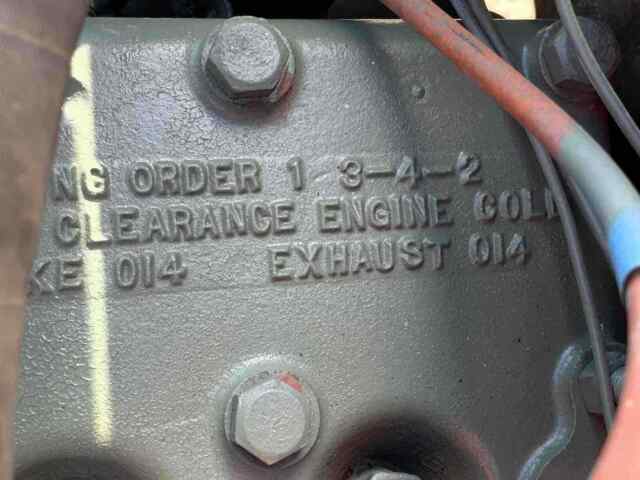 NG ORDER 1 3-4-2
CLEARANCE ENGINE COL
KE 014 EXHAUST 014